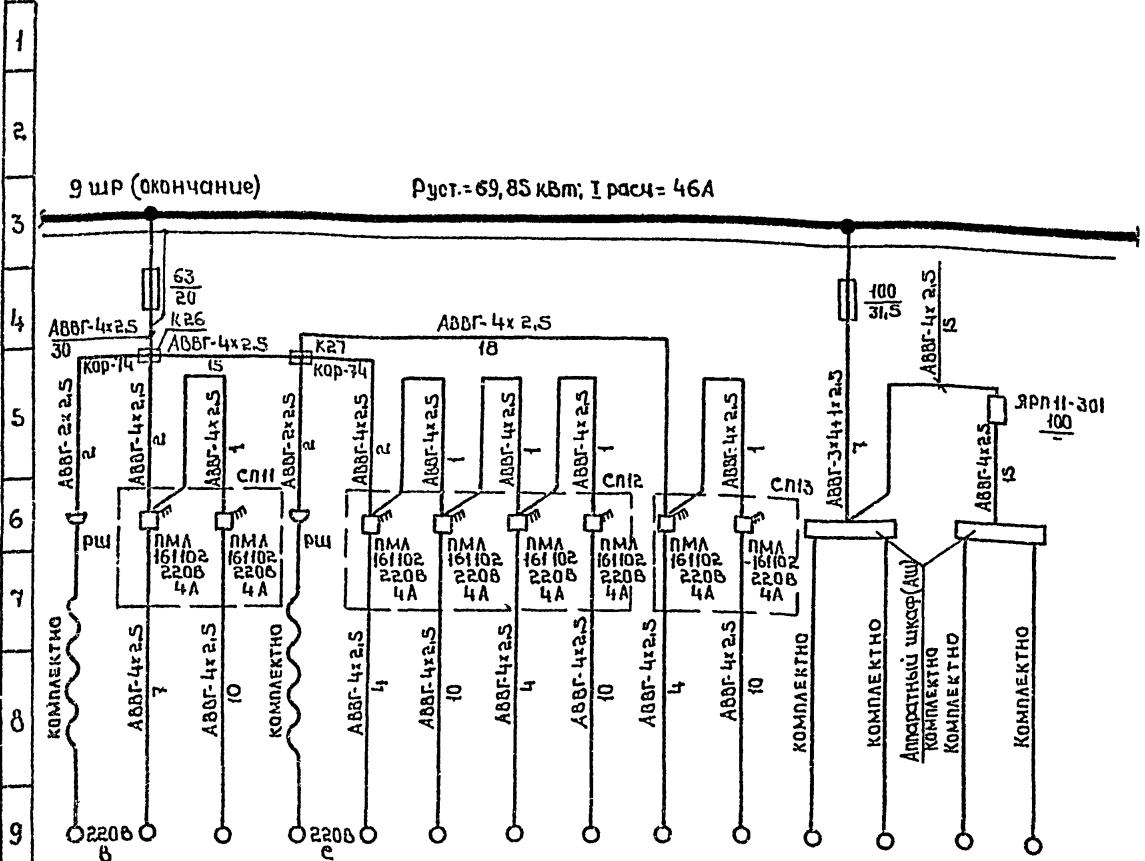 1
2
3
4
5
6
7
8
9
9 ШР (окончание)
Руст.= 69,85 кВт; I расч = 46А
63
20
К26
АВВГ-4х2,5
30
АВВГ-4х2,5
15
Кор-74
К27
Кор-74
АВВГ-4х2,5
18
100
31,5
АВВГ-4х2,5
15
ЯРП11-301
100
АВВГ-2х2,5
2
АВВГ-4х2,5
2
АВВГ-4х2,5
1
АВВГ-2х2,5
2
АВВГ-4х2,5
2
АВВГ-4х2,5
1
АВВГ-4х2,5
1
АВВГ-4х2,5
1
АВВГ-4х2,5
1
АВВГ-3х4+1х2,5
7
АВВГ-4х2,5
15
СП11
СП12
СП13
РШ
ПМЛ
161102
220В
4А
ПМЛ
161102
220В
4А
РШ
ПМЛ
161102
220В
4А
ПМЛ
161102
220В
4А
ПМЛ
161102
220В
4А
ПМЛ
161102
220В
4А
ПМЛ
161102
220В
4А
ПМЛ
-161102
220В
4А
комплектно
АВВГ-4х2,5
7
АВВГ-4х2,5
10
комплектно
АВВГ-4х2,5
4
АВВГ-4х2,5
10
АВВГ-4х2,5
4
АВВГ-4х2,5
10
АВВГ-4х2,5
4
АВВГ-4х2,5
10
комплектно
комплектно
Аппаратный шкаф(АШ)
комплектно
комплектно
комплектно
220В
В
220В
С